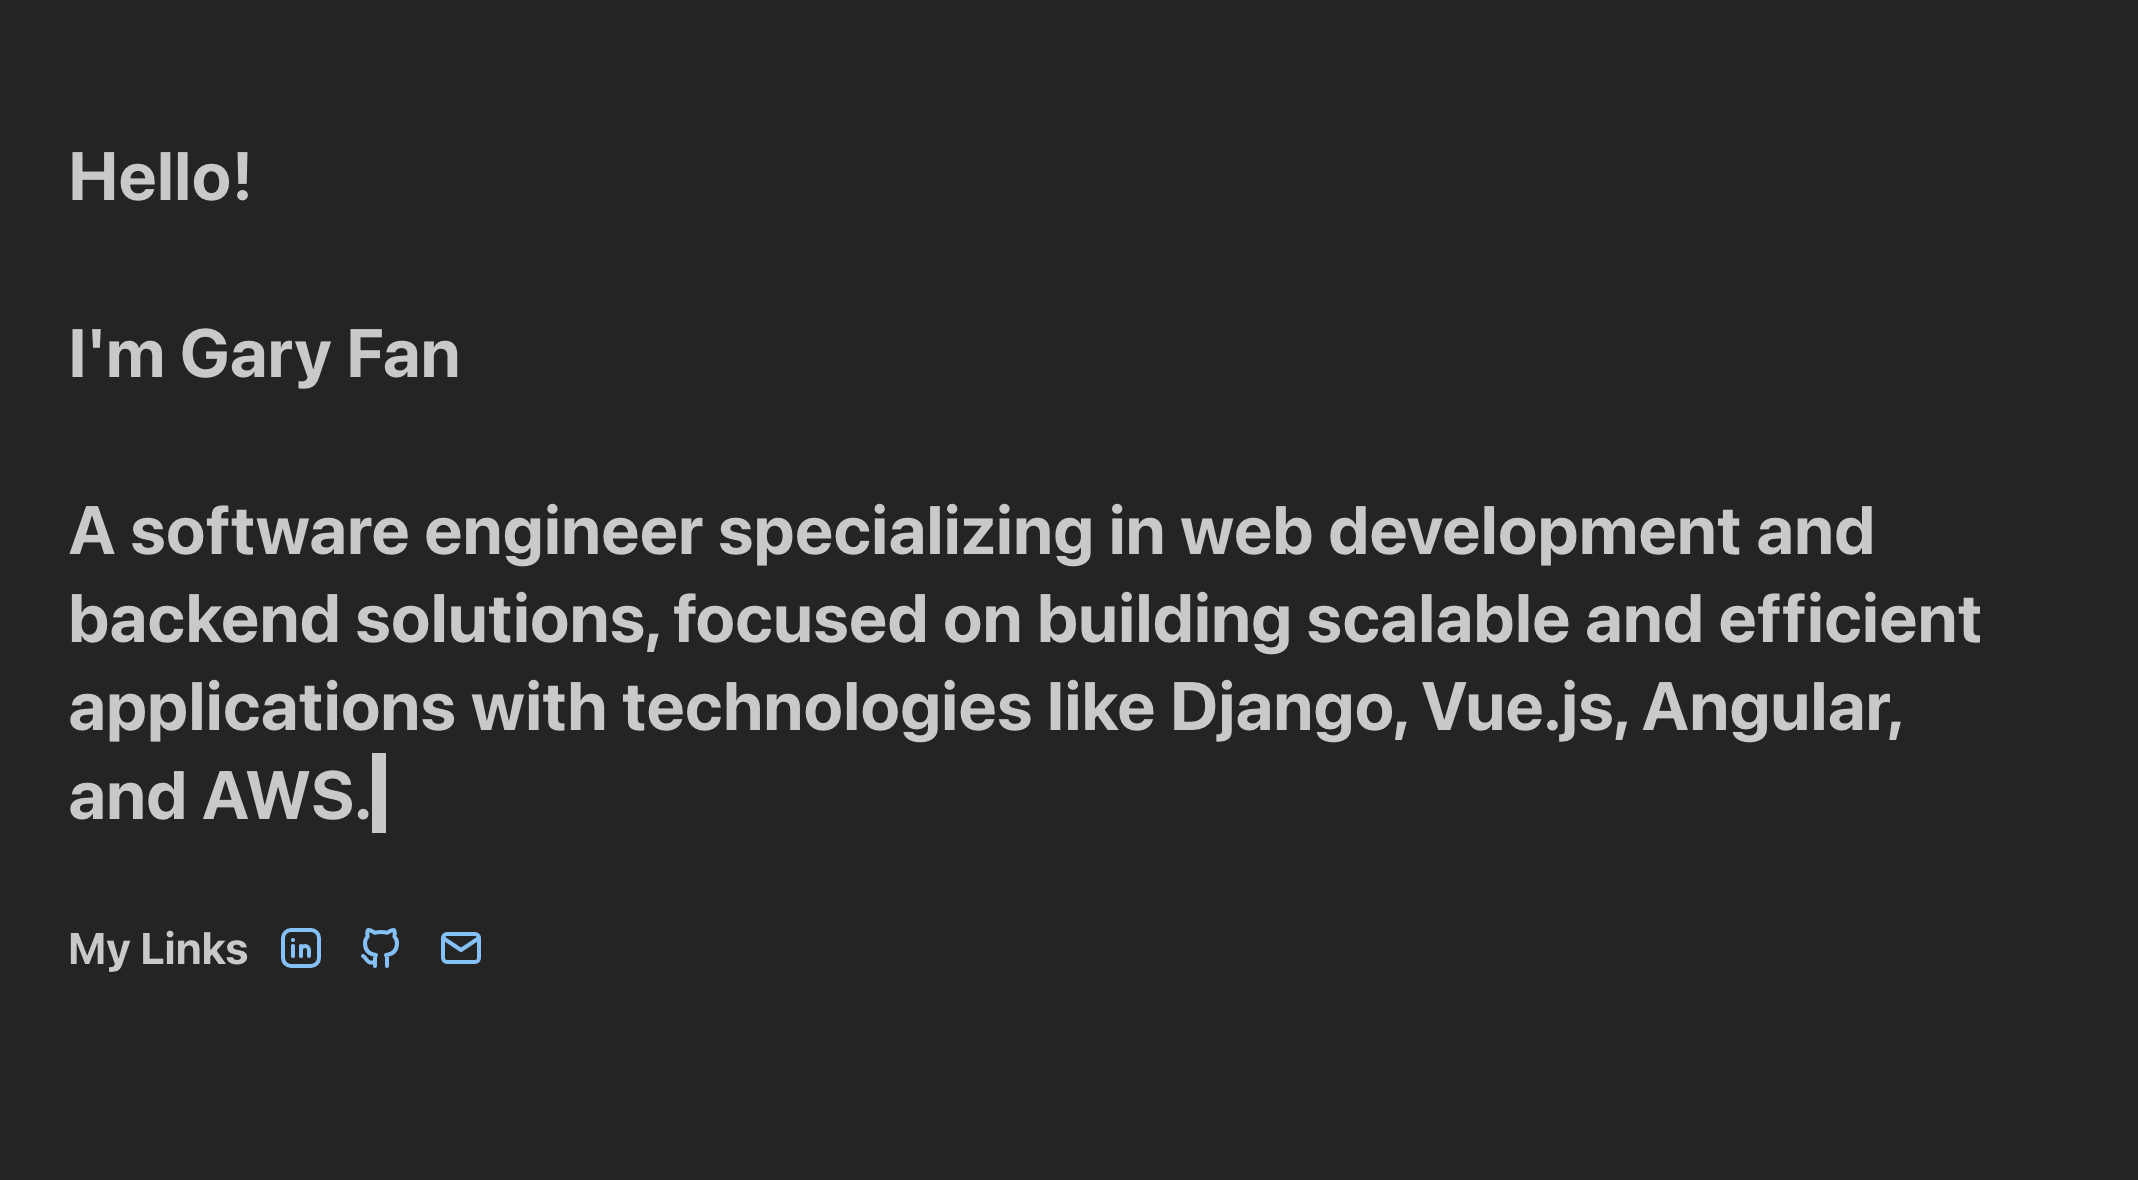 Hello!
I'm Gary Fan
A software engineer specializing in web development and
backend solutions, focused on building scalable and efficient
applications with technologies like Django, Vue.js, Angular,
and AWS.
My Links in